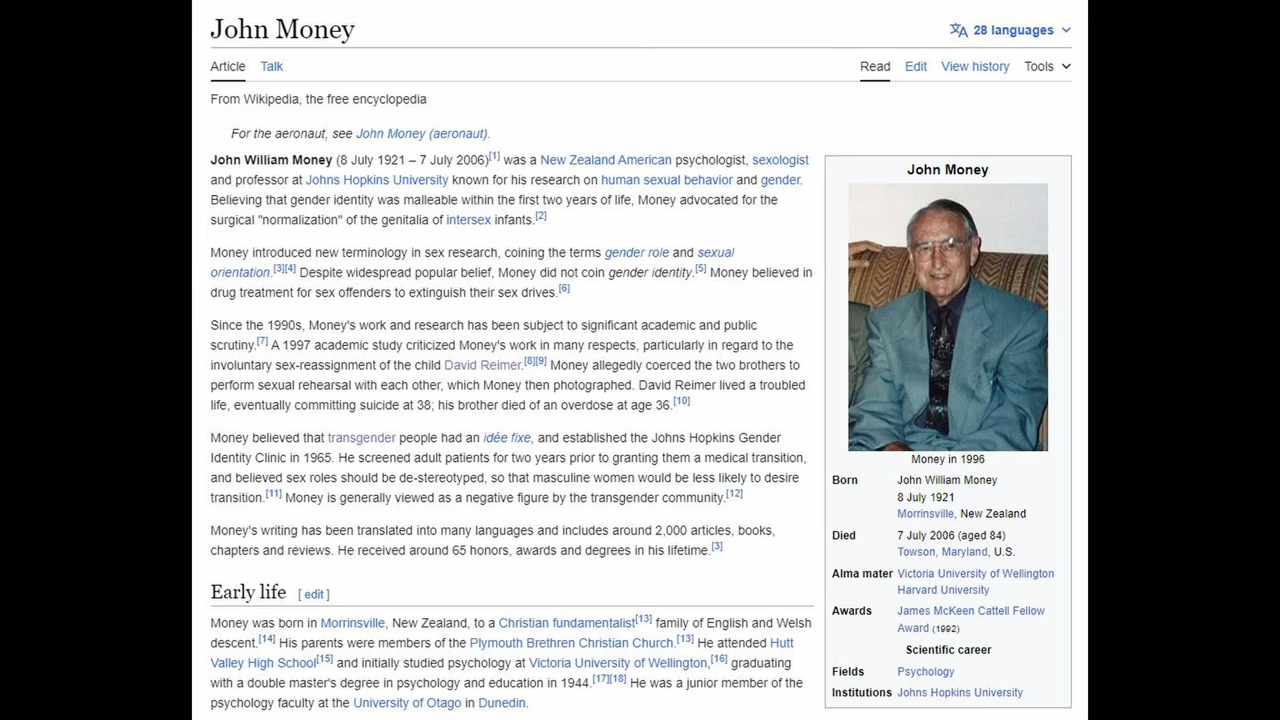 John Money
28 languages
Article Talk Read Edit View history Tools
From Wikipedia, the free encyclopedia
For the aeronaut, see John Money (aeronaut).
John William Money (8 July 1921 – 7 July 2006)[1] was a New Zealand American psychologist, sexologist
and professor at Johns Hopkins University known for his research on human sexual behavior and gender.
Believing that gender identity was malleable within the first two years of life, Money advocated for the
surgical "normalization" of the genitalia of intersex infants.[2]
Money introduced new terminology in sex research, coining the terms gender role and sexual
orientation.[3][4] Despite widespread popular belief, Money did not coin gender identity.[5] Money believed in
drug treatment for sex offenders to extinguish their sex drives.[6]
Since the 1990s, Money's work and research has been subject to significant academic and public
scrutiny.[7] A 1997 academic study criticized Money's work in many respects, particularly in regard to the
involuntary sex-reassignment of the child David Reimer.[8][9] Money allegedly coerced the two brothers to
perform sexual rehearsal with each other, which Money then photographed. David Reimer lived a troubled
life, eventually committing suicide at 38; his brother died of an overdose at age 36.[10]
Money believed that transgender people had an idée fixe, and established the Johns Hopkins Gender
Identity Clinic in 1965. He screened adult patients for two years prior to granting them a medical transition,
and believed sex roles should be de-stereotyped, so that masculine women would be less likely to desire
transition.[11] Money is generally viewed as a negative figure by the transgender community.[12]
Money's writing has been translated into many languages and includes around 2,000 articles, books,
chapters and reviews. He received around 65 honors, awards and degrees in his lifetime.[3]
Early life [ edit ]
Money was born in Morrinsville, New Zealand, to a Christian fundamentalist[13] family of English and Welsh
descent.[14] His parents were members of the Plymouth Brethren Christian Church.[13] He attended Hutt
Valley High School[15] and initially studied psychology at Victoria University of Wellington,[16] graduating
with a double master's degree in psychology and education in 1944.[17][18] He was a junior member of the
psychology faculty at the University of Otago in Dunedin.
John Money
Money in 1996
Born John William Money
8 July 1921
Morrinsville, New Zealand
Died 7 July 2006 (aged 84)
Towson, Maryland, U.S.
Alma mater Victoria University of Wellington
Harvard University
Awards James McKeen Cattell Fellow
Award (1992)
Scientific career
Fields Psychology
Institutions Johns Hopkins University